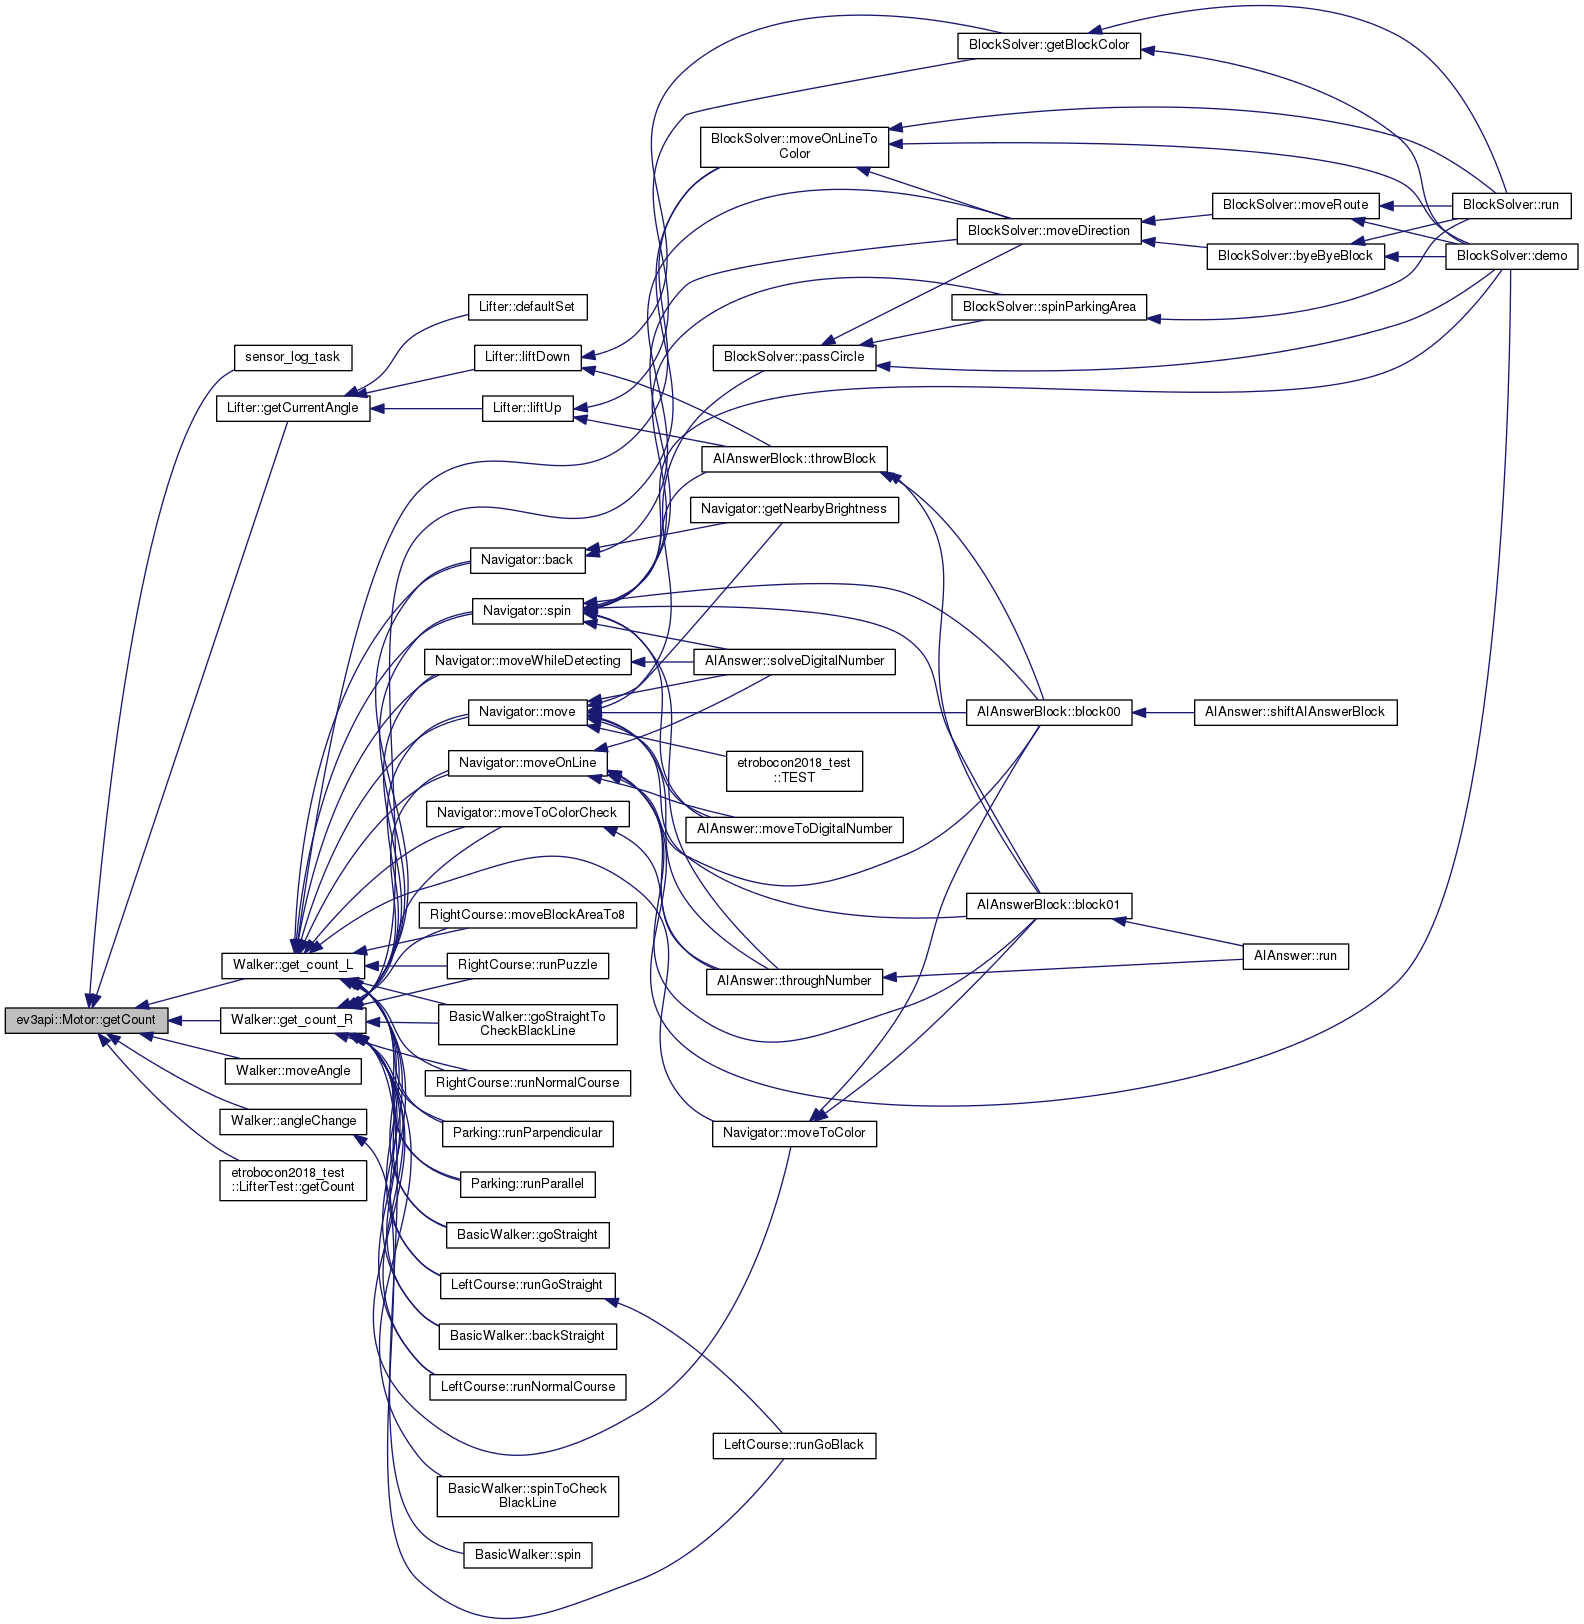 ev3api::Motor::getCount
sensor_log_task
Lifter::getCurrentAngle
Walker::get_count_L
Walker::get_count_R
Walker::moveAngle
Walker::angleChange
etrobocon2018_test
::LifterTest::getCount
Lifter::defaultSet
Lifter::liftDown
Lifter::liftUp
Navigator::back
Navigator::spin
Navigator::moveWhileDetecting
Navigator::move
Navigator::moveOnLine
Navigator::moveToColorCheck
RightCourse::moveBlockAreaTo8
RightCourse::runPuzzle
BasicWalker::goStraightTo
CheckBlackLine
RightCourse::runNormalCourse
Parking::runParpendicular
Parking::runParallel
BasicWalker::goStraight
LeftCourse::runGoStraight
BasicWalker::backStraight
LeftCourse::runNormalCourse
BasicWalker::spinToCheck
BlackLine
BasicWalker::spin
BlockSolver::moveOnLineTo
Color
BlockSolver::passCircle
AIAnswerBlock::throwBlock
Navigator::getNearbyBrightness
AIAnswer::solveDigitalNumber
etrobocon2018_test
::TEST
AIAnswer::moveToDigitalNumber
AIAnswer::throughNumber
Navigator::moveToColor
LeftCourse::runGoBlack
BlockSolver::getBlockColor
BlockSolver::moveDirection
BlockSolver::spinParkingArea
AIAnswerBlock::block00
AIAnswerBlock::block01
BlockSolver::moveRoute
BlockSolver::byeByeBlock
AIAnswer::shiftAIAnswerBlock
AIAnswer::run
BlockSolver::run
BlockSolver::demo